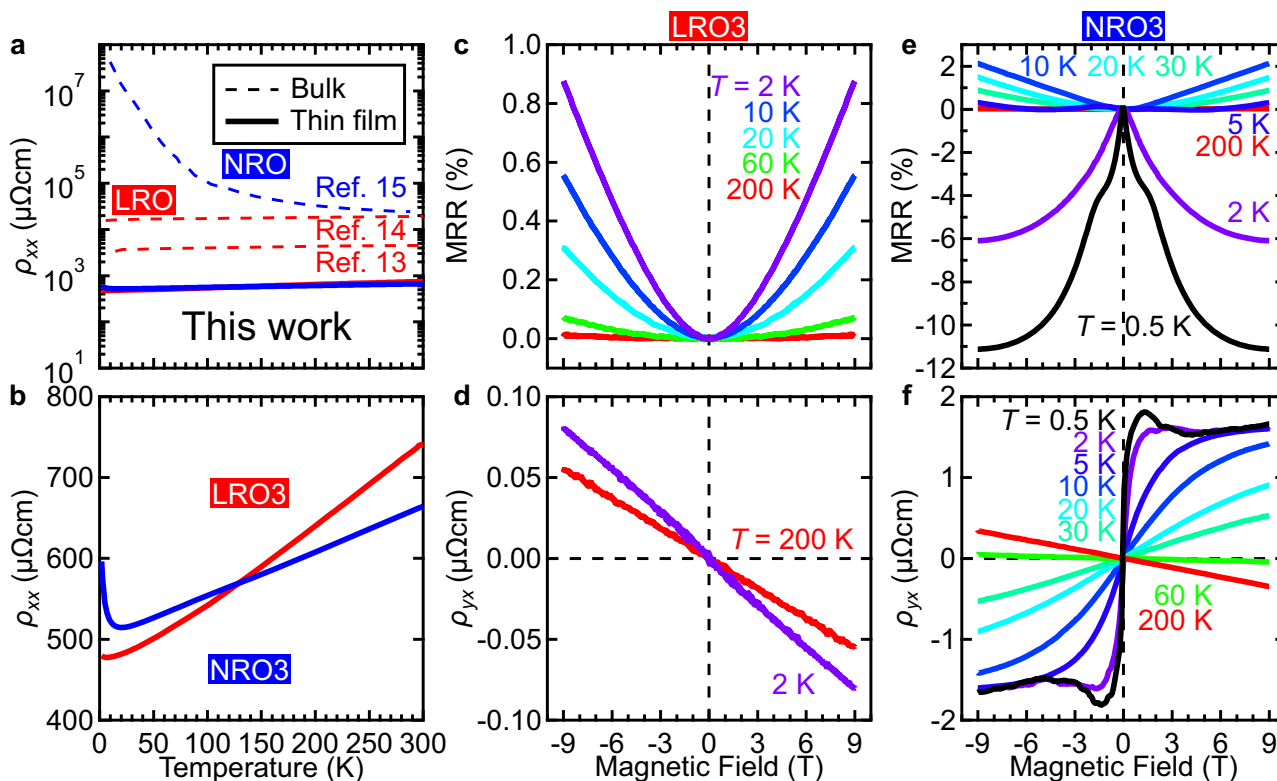 a
ρxx (μΩcm)
10^7
10^5
10^3
10^1
Bulk
Thin film
NRO
LRO
Ref. 15
Ref. 14
Ref. 13
This work
b
ρxx (μΩcm)
800
700
600
500
400
LRO3
NRO3
0 50 100 150 200 250 300
Temperature (K)
LRO3
c
MRR (%)
1.0
0.8
0.6
0.4
0.2
0.0
T = 2 K
10 K
20 K
60 K
200 K
d
ρyx (μΩcm)
0.10
0.05
0.00
-0.05
-0.10
T = 200 K
2 K
-9 -6 -3 0 3 6 9
Magnetic Field (T)
NRO3
e
MRR (%)
2
0
-2
-4
-6
-8
-10
-12
10 K 20 K 30 K
5 K
200 K
2 K
T = 0.5 K
f
ρyx (μΩcm)
2
1
0
-1
-2
T = 0.5 K
2 K
5 K
10 K
20 K
30 K
60 K
200 K
-9 -6 -3 0 3 6 9
Magnetic Field (T)